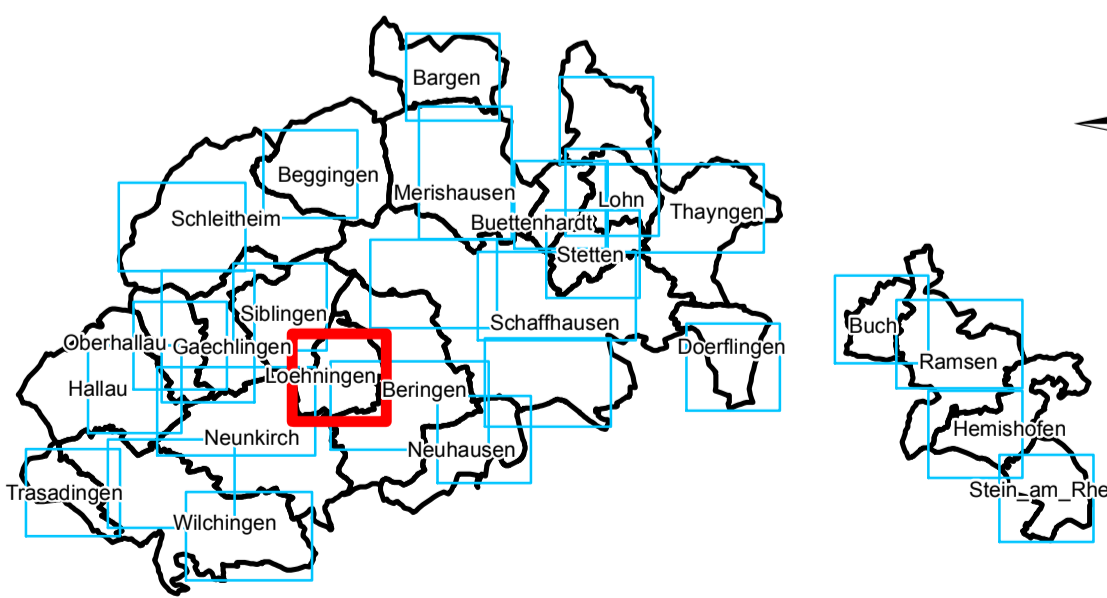 Bargen
Beggingen
Merishausen
Schleitheim
Lohn
Thayngen
Buettenhardt
Stetten
Siblingen
Schaffhausen
Oberhallau
Gaechlingen
Doerflingen
Buch
Ramsen
Hallau
Loehningen
Beringen
Neunkirch
Neuhausen
Hemishofen
Trasadingen
Wilchingen
Stein_am_Rhe